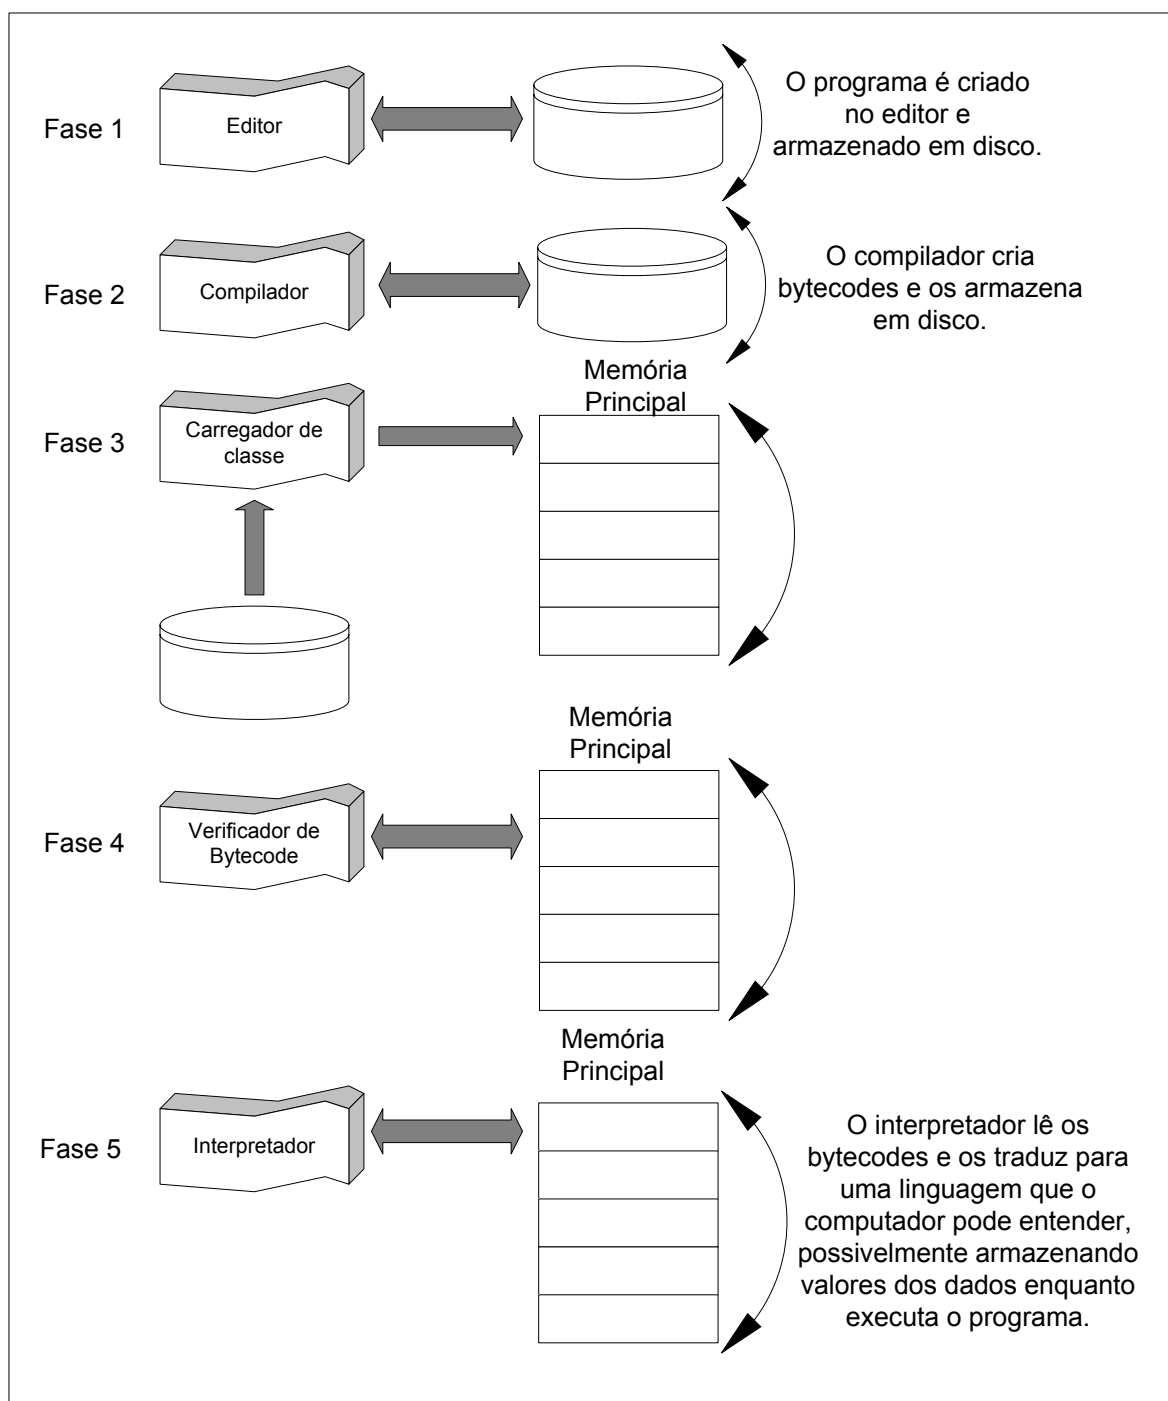 Fase 1
Editor
O programa é criado
no editor e
armazenado em disco.
Fase 2
Compilador
O compilador cria
bytecodes e os armazena
em disco.
Memória
Principal
Fase 3
Carregador de
classe
Memória
Principal
Fase 4
Verificador de
Bytecode
Memória
Principal
Fase 5
Interpretador
O interpretador lê os
bytecodes e os traduz para
uma linguagem que o
computador pode entender,
possivelmente armazenando
valores dos dados enquanto
executa o programa.